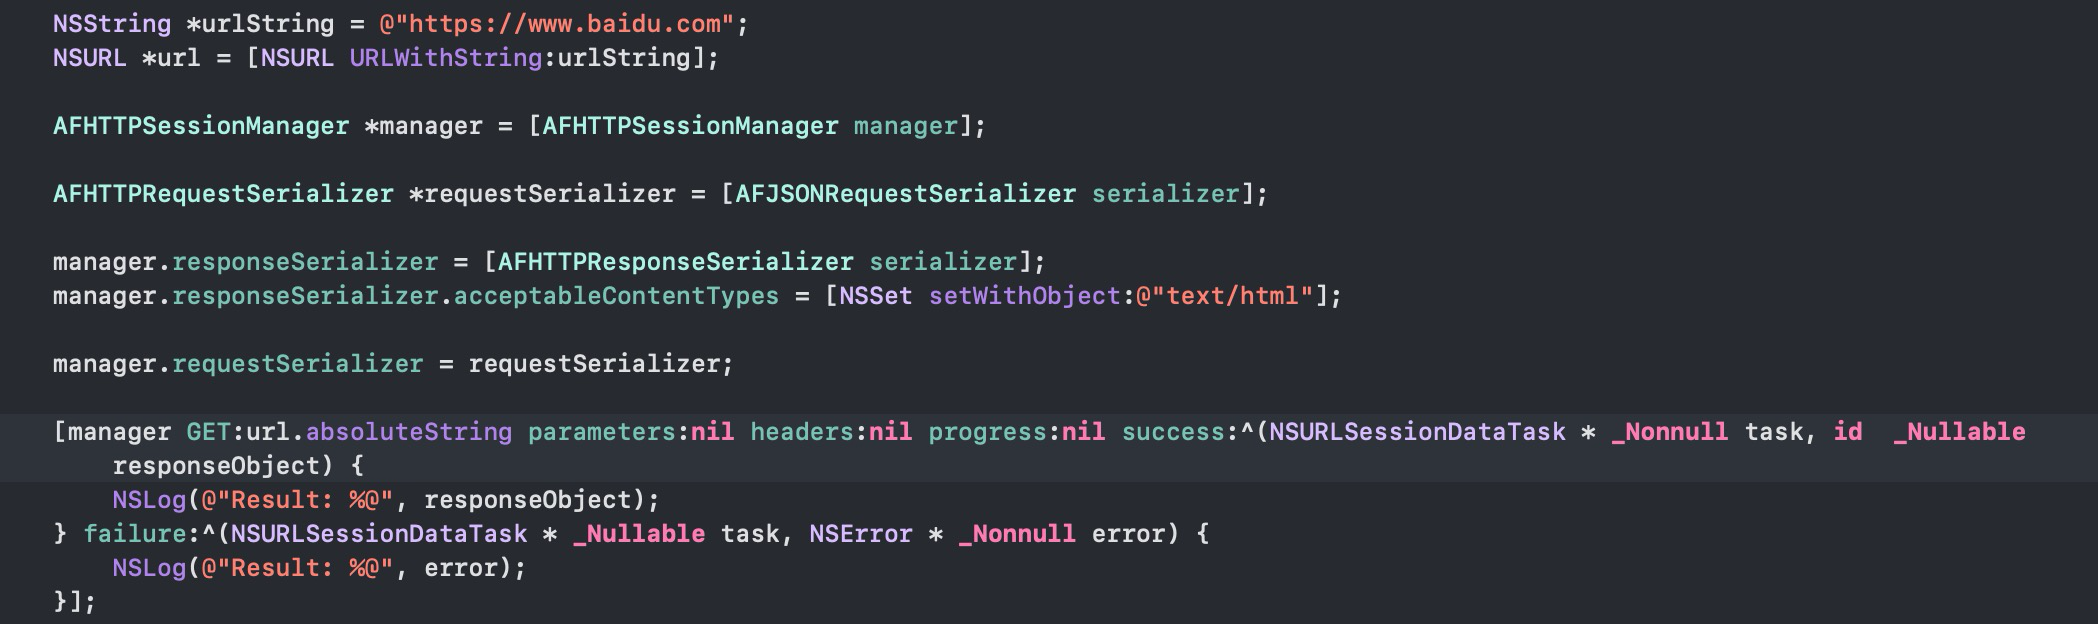 NSString *urlString = @"https://www.baidu.com";
NSURL *url = [NSURL URLWithString:urlString];
AFHTTPSessionManager *manager = [AFHTTPSessionManager manager];
AFHTTPRequestSerializer *requestSerializer = [AFJSONRequestSerializer serializer];
manager.responseSerializer = [AFHTTPResponseSerializer serializer];
manager.responseSerializer.acceptableContentTypes = [NSSet setWithObject:@"text/html"];
manager.requestSerializer = requestSerializer;
[manager GET:url.absoluteString parameters:nil headers:nil progress:nil success:^(NSURLSessionDataTask * _Nonnull task, id  _Nullable
responseObject) {
NSLog(@"Result: %@", responseObject);
} failure:^(NSURLSessionDataTask * _Nullable task, NSError * _Nonnull error) {
NSLog(@"Result: %@", error);
}];